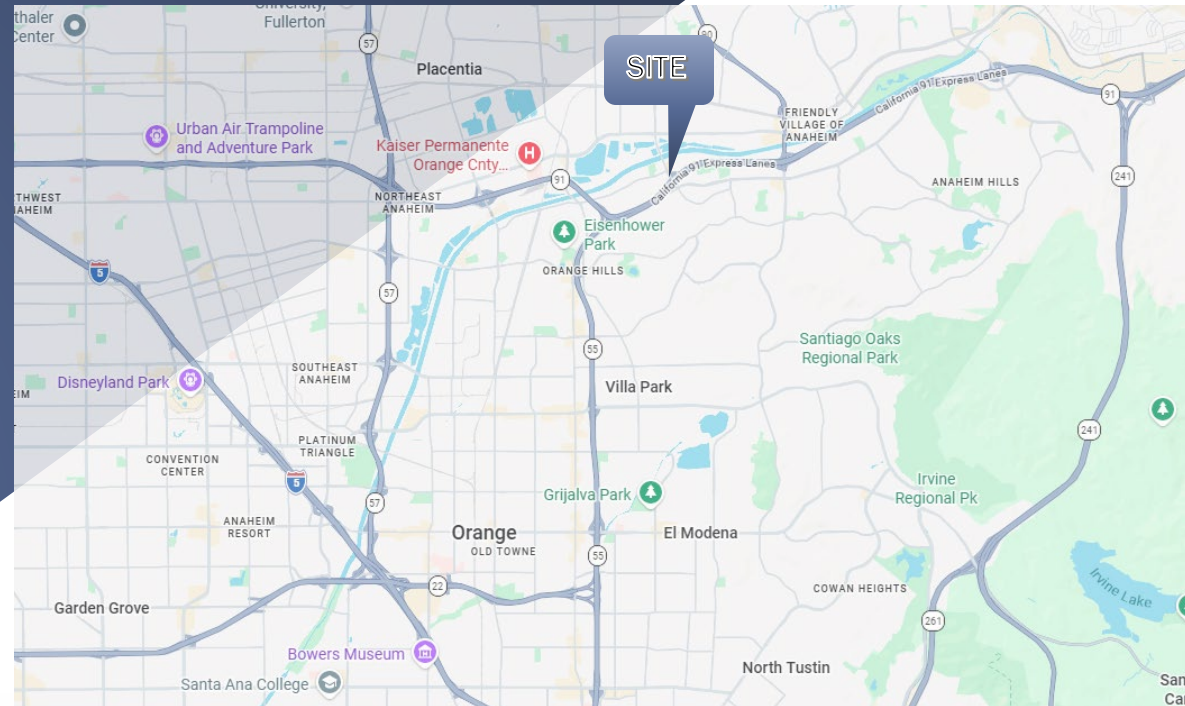 thaler
Center
University,
Fullerton
57
90
Placentia
SITE
California 91 Express Lanes
91
FRIENDLY
VILLAGE OF
ANAHEIM
Urban Air Trampoline
and Adventure Park
Kaiser Permanente
Orange Cnty...
H
91
California 91 Express Lanes
ANAHEIM HILLS
241
THWEST
AHEIM
NORTHEAST
ANAHEIM
Eisenhower
Park
ORANGE HILLS
5
57
55
Santiago Oaks
Regional Park
SOUTHEAST
ANAHEIM
Disneyland Park
EIM
Villa Park
241
PLATINUM
TRIANGLE
CONVENTION
CENTER
5
57
Grijalva Park
Irvine
Regional Pk
ANAHEIM
RESORT
Orange
OLD TOWNE
El Modena
55
22
COWAN HEIGHTS
Irvine Lake
Garden Grove
261
Bowers Museum
North Tustin
Santa Ana College
San
Ca